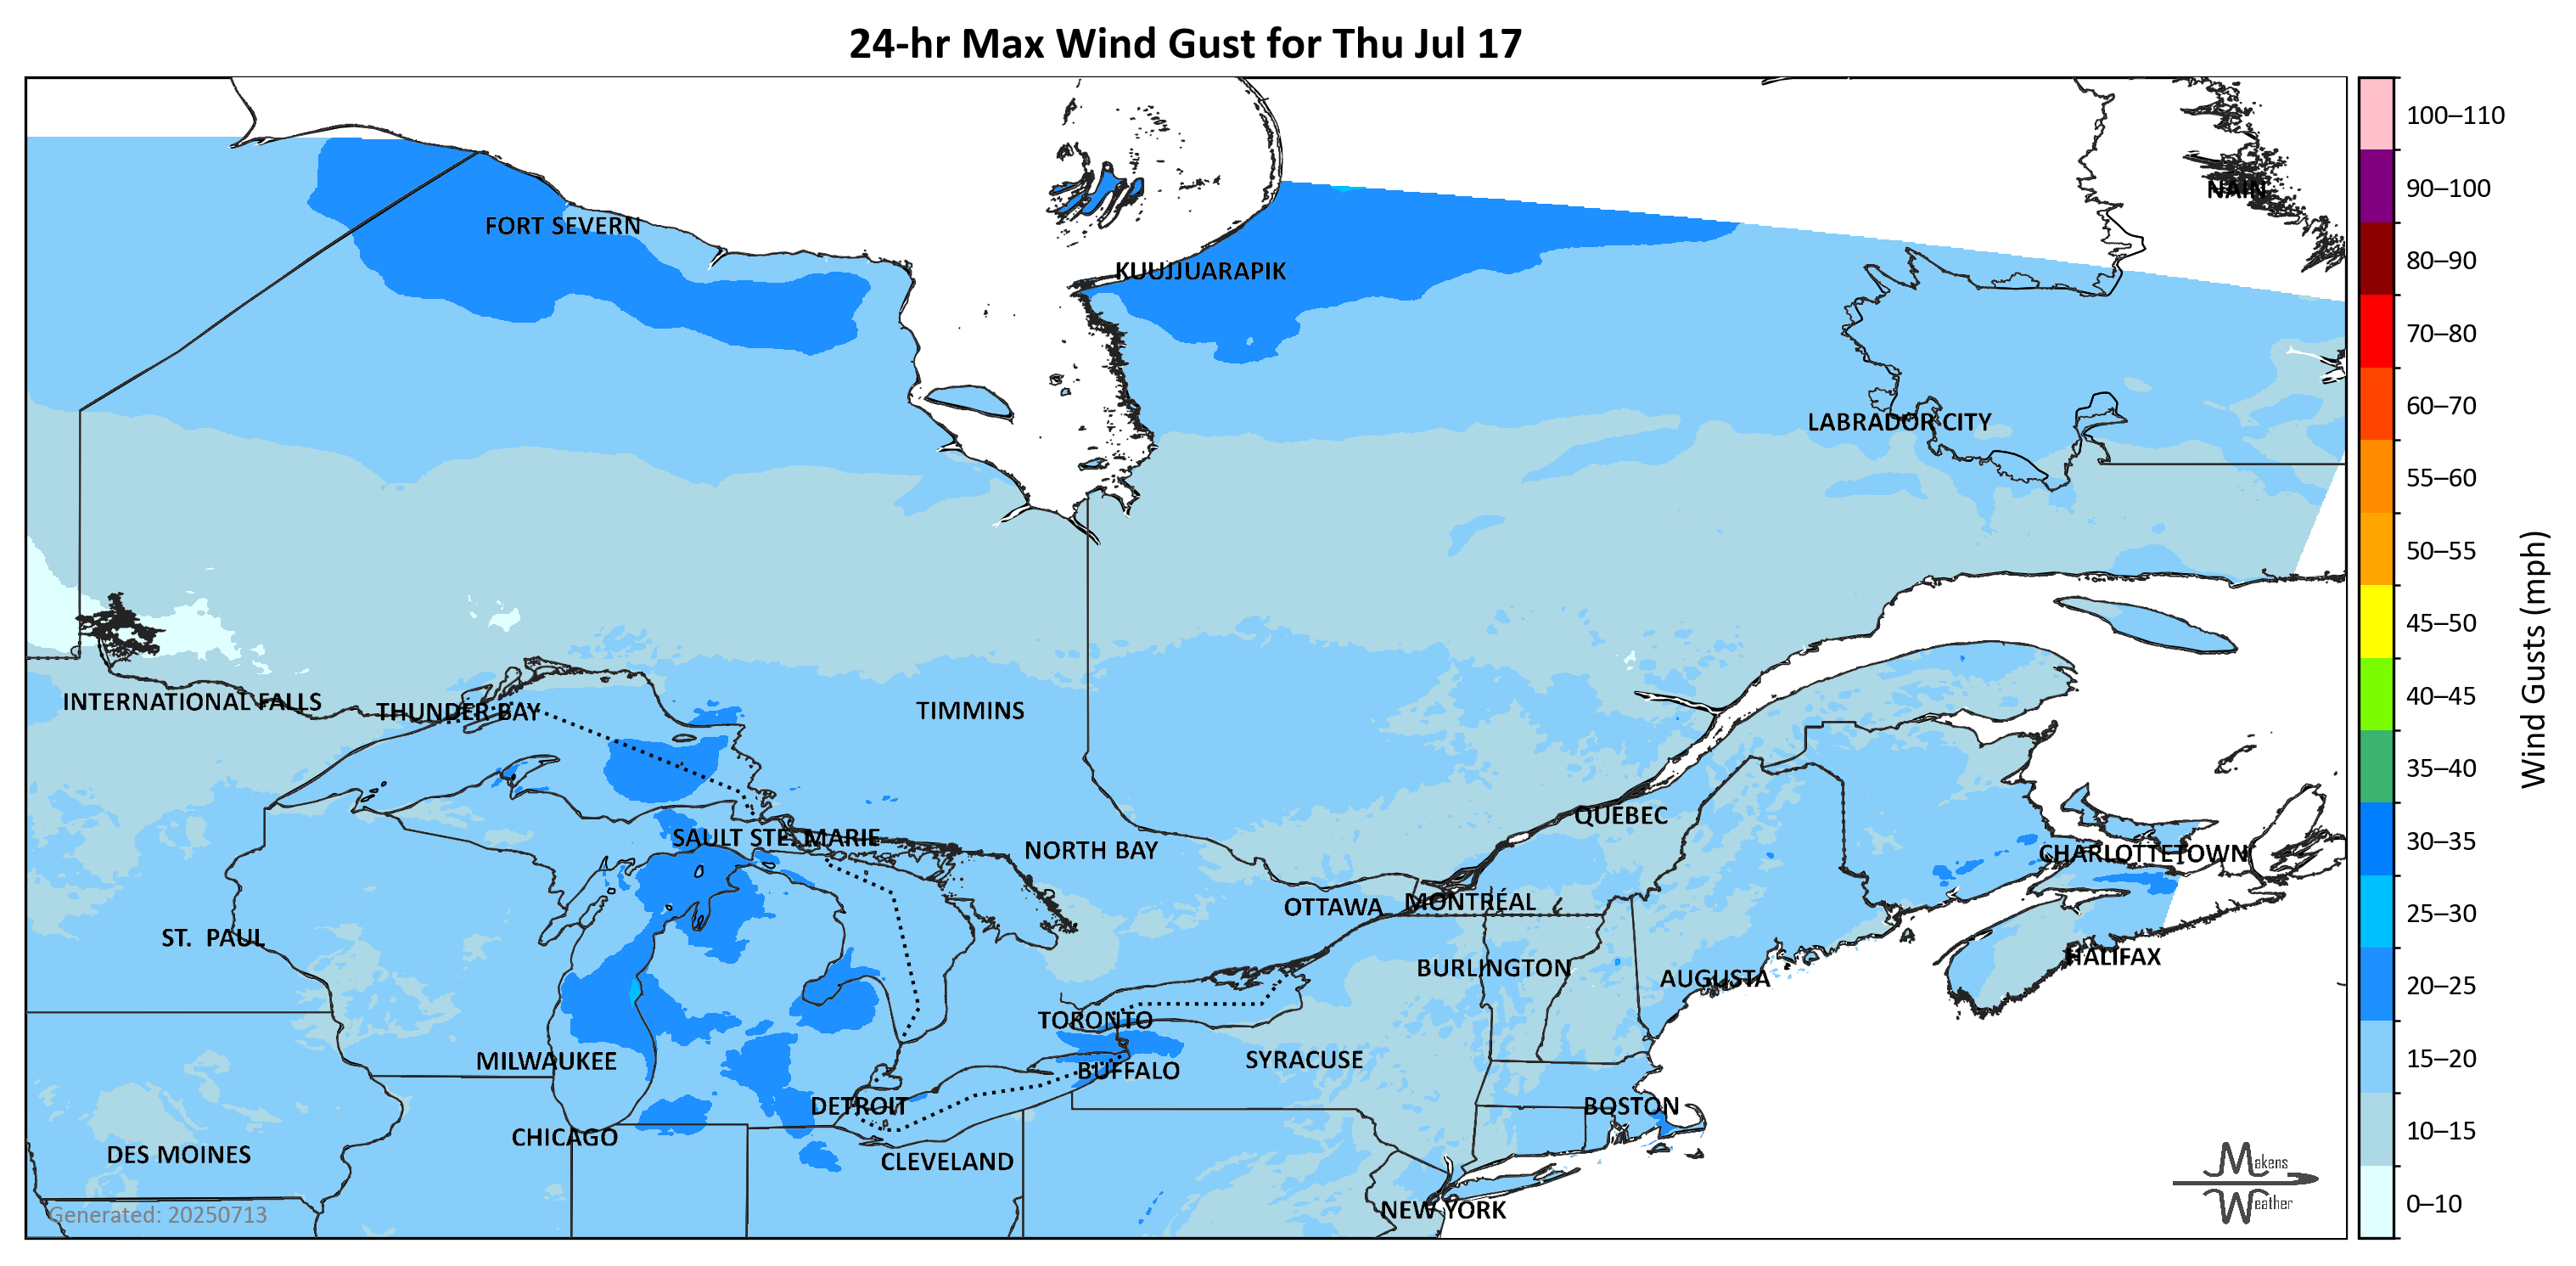 24-hr Max Wind Gust for Thu Jul 17
100–110
90–100
80–90
70–80
60–70
55–60
50–55
45–50
40–45
35–40
30–35
25–30
20–25
15–20
10–15
0–10
Wind Gusts (mph)
NAIN
FORT SEVERN
KUUJJUARAPIK
LABRADOR CITY
INTERNATIONAL FALLS
THUNDER BAY
TIMMINS
QUEBEC
SAULT STE. MARIE
NORTH BAY
CHARLOTTETOWN
OTTAWA
MONTRÉAL
ST. PAUL
HALIFAX
BURLINGTON
AUGUSTA
TORONTO
MILWAUKEE
BUFFALO
SYRACUSE
DETROIT
BOSTON
CHICAGO
DES MOINES
CLEVELAND
NEW YORK
Generated: 20250713
Makens
Weather